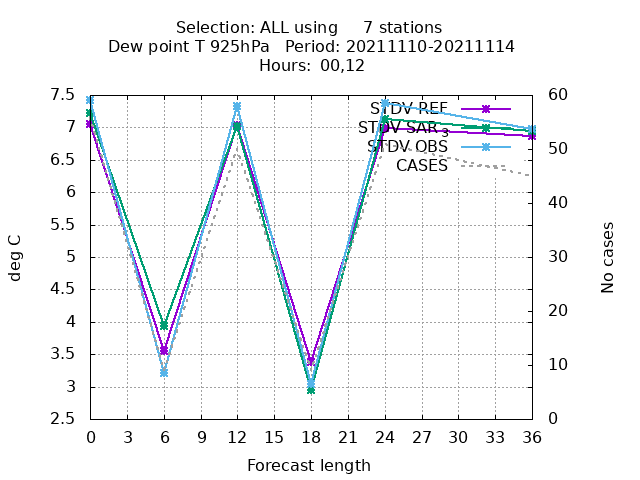 Selection: ALL using 7 stations
Dew point T 925hPa Period: 20211110-20211114
Hours: 00,12
7.5
7
6.5
6
5.5
5
4.5
4
3.5
3
2.5
60
50
40
30
20
10
0
STDV REF
STDV SAR_3
STDV OBS
CASES
deg C
No cases
0 3 6 9 12 15 18 21 24 27 30 33 36
Forecast length